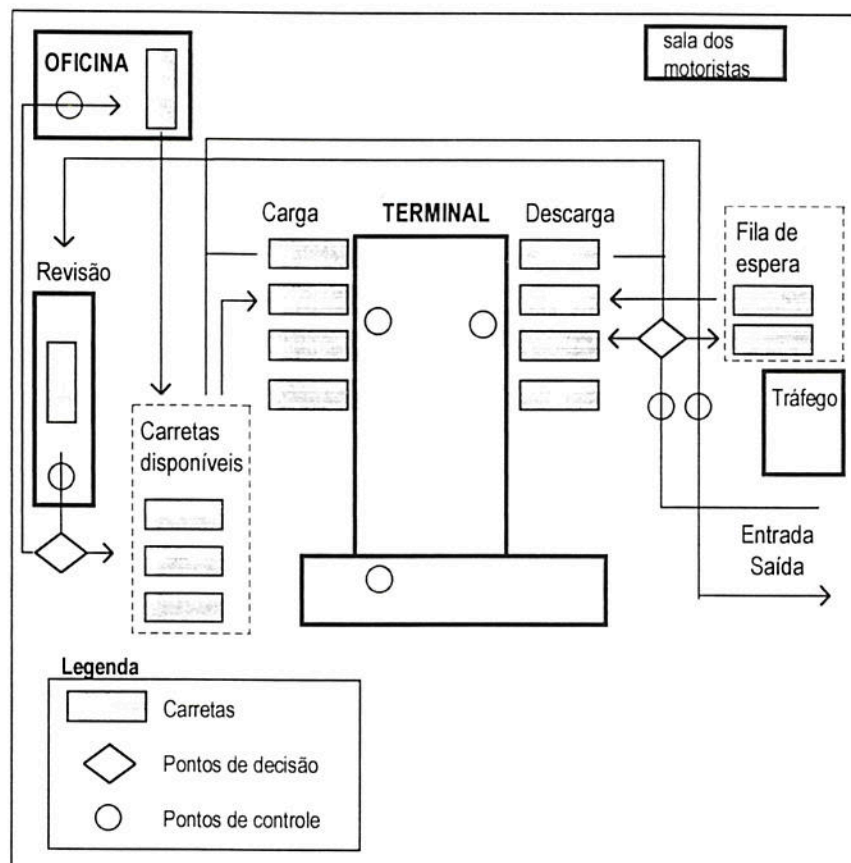 OFICINA
sala dos
motoristas
Carga
TERMINAL
Descarga
Fila de
espera
Revisão
Tráfego
Carretas
disponíveis
Entrada
Saída
Legenda
Carretas
Pontos de decisão
Pontos de controle